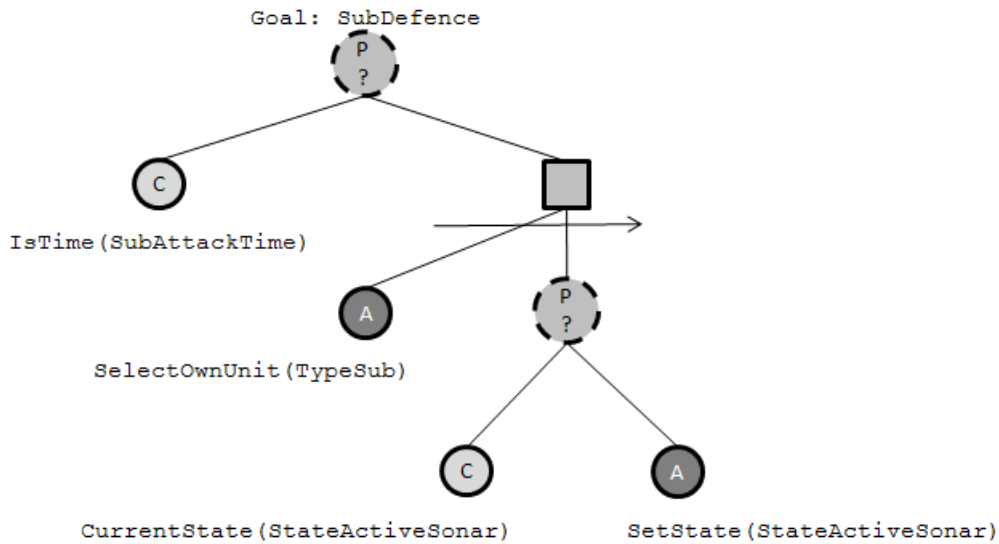 Goal: SubDefence
P
?
C
IsTime(SubAttackTime)
A
P
?
SelectOwnUnit(TypeSub)
C
A
CurrentState(StateActiveSonar)
SetState(StateActiveSonar)